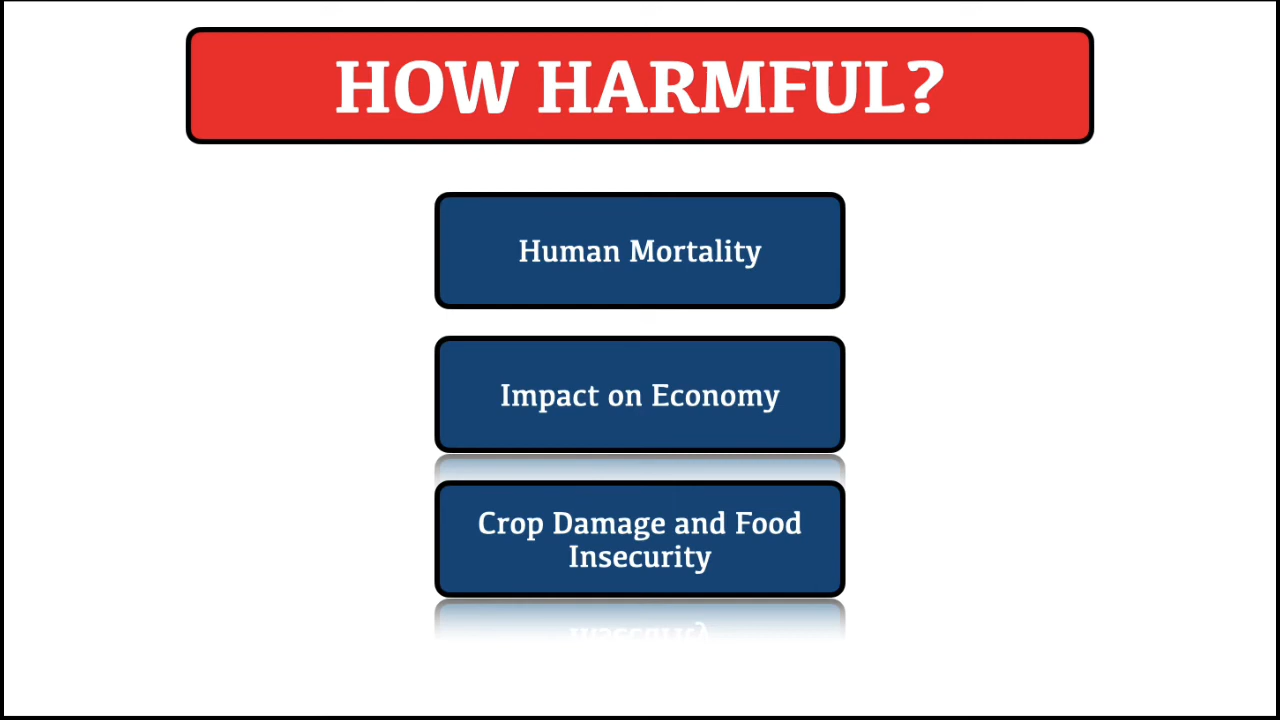 HOW HARMFUL?
Human Mortality
Impact on Economy
Crop Damage and Food
Insecurity